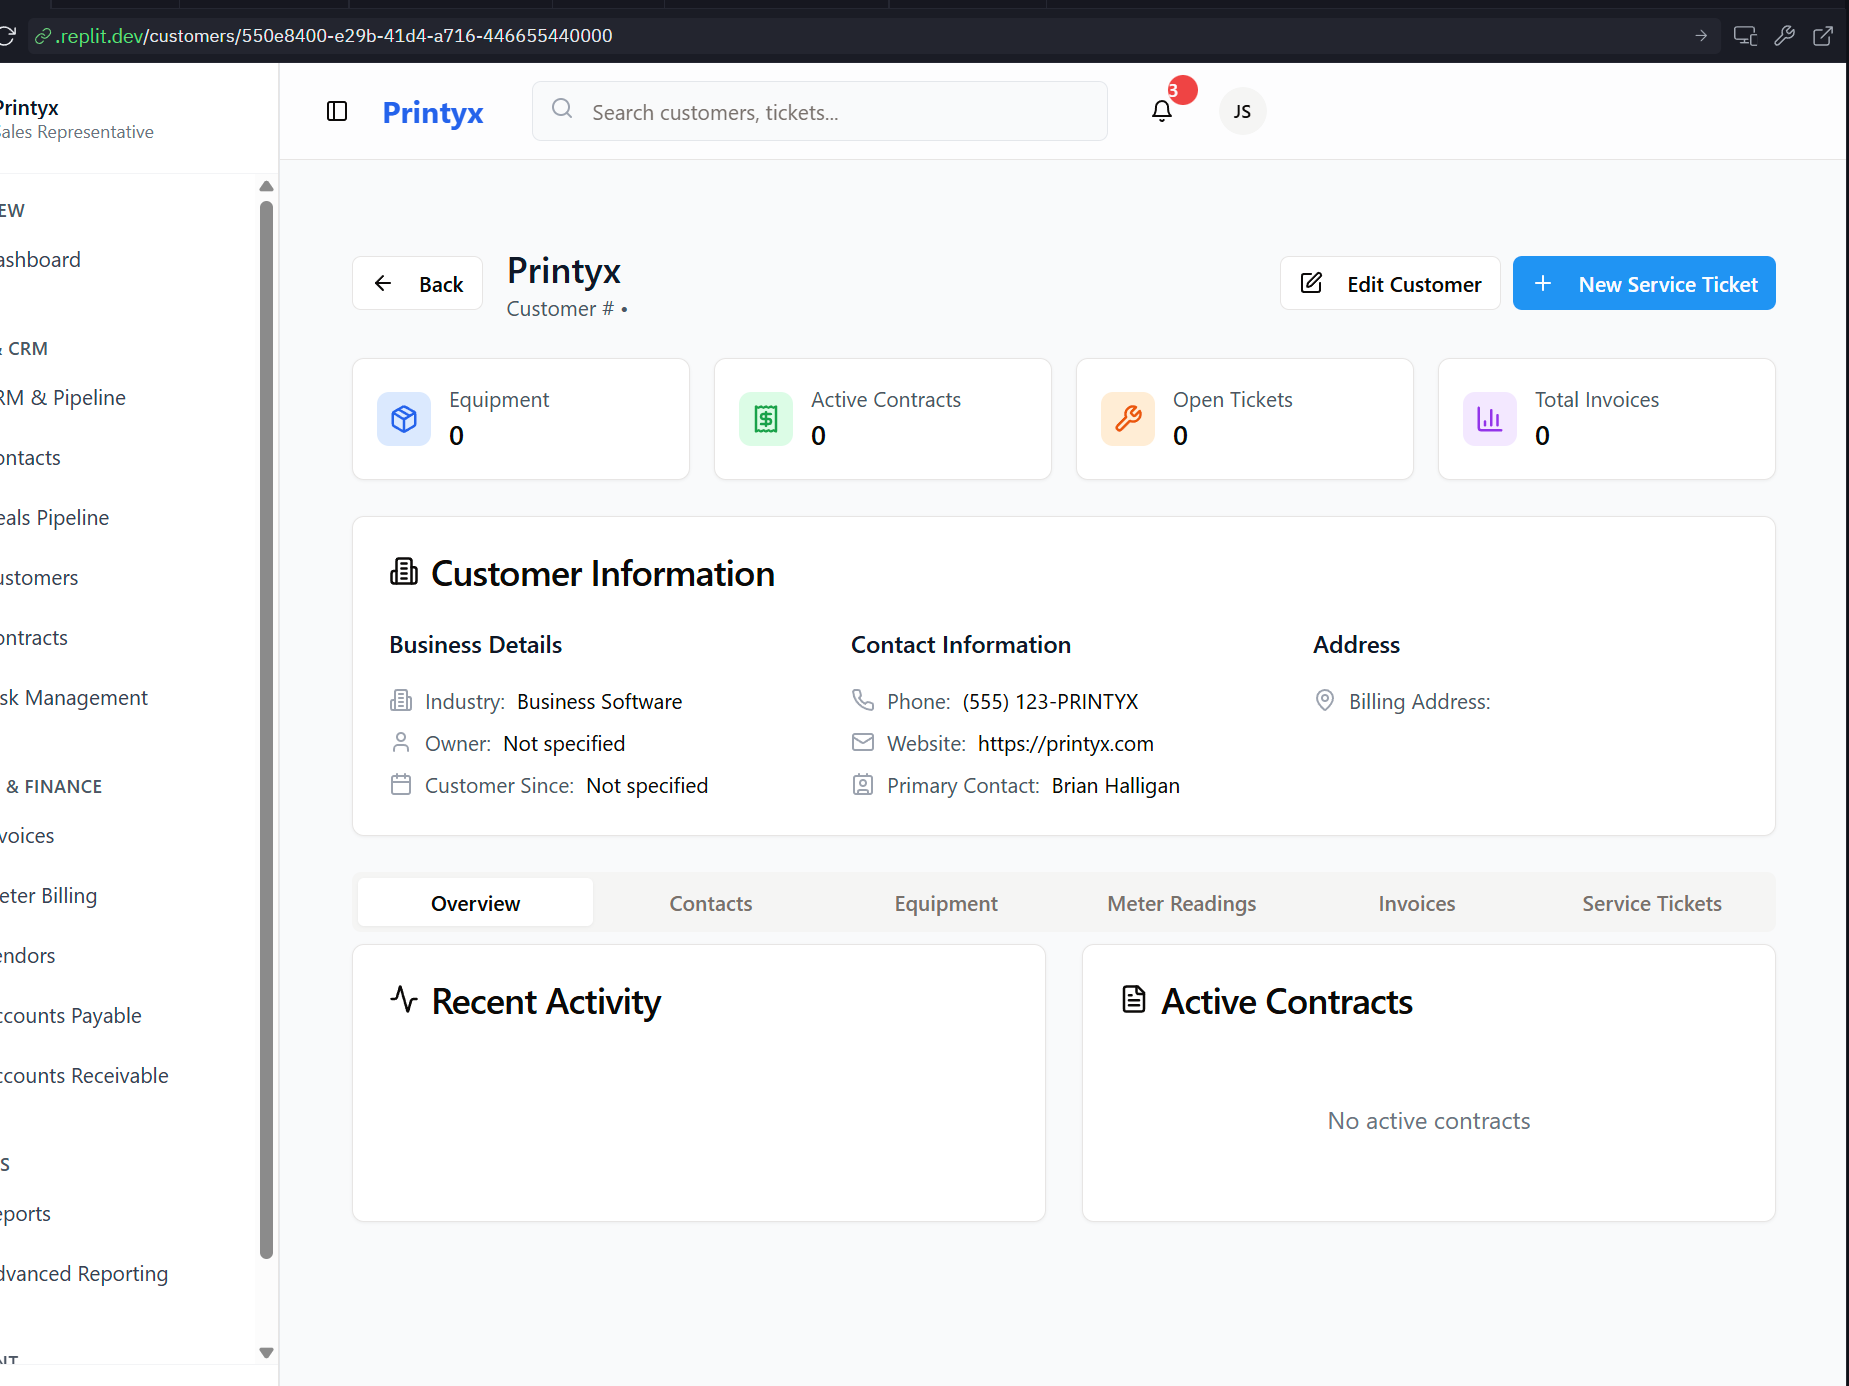 .replit.dev/customers/550e8400-e29b-41d4-a716-446655440000
Printyx
Sales Representative
EW
ashboard
& CRM
RM & Pipeline
ontacts
eals Pipeline
ustomers
ontracts
sk Management
& FINANCE
voices
eter Billing
endors
ccounts Payable
ccounts Receivable
S
eports
dvanced Reporting
NT
Printyx
Search customers, tickets...
3
JS
Back
Printyx
Customer # •
Edit Customer
New Service Ticket
Equipment
0
Active Contracts
0
Open Tickets
0
Total Invoices
0
Customer Information
Business Details
Industry: Business Software
Owner: Not specified
Customer Since: Not specified
Contact Information
Phone: (555) 123-PRINTYX
Website: https://printyx.com
Primary Contact: Brian Halligan
Address
Billing Address:
Overview
Contacts
Equipment
Meter Readings
Invoices
Service Tickets
Recent Activity
Active Contracts
No active contracts